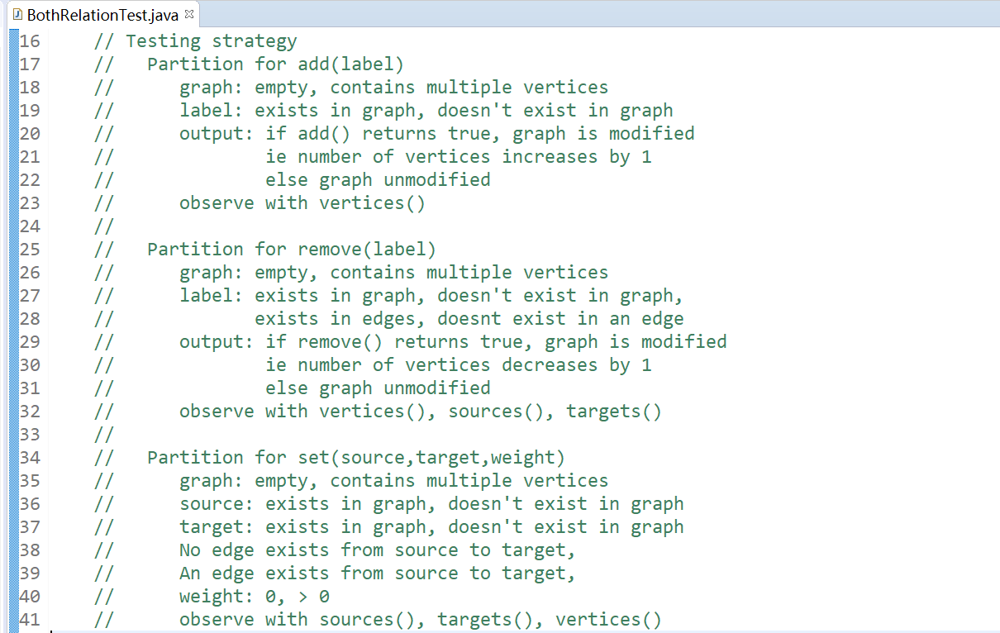 BothRelationTest.java
16 // Testing strategy
17 //   Partition for add(label)
18 //      graph: empty, contains multiple vertices
19 //      label: exists in graph, doesn't exist in graph
20 //      output: if add() returns true, graph is modified
21 //              ie number of vertices increases by 1
22 //              else graph unmodified
23 //      observe with vertices()
24 //
25 //   Partition for remove(label)
26 //      graph: empty, contains multiple vertices
27 //      label: exists in graph, doesn't exist in graph,
28 //             exists in edges, doesnt exist in an edge
29 //      output: if remove() returns true, graph is modified
30 //              ie number of vertices decreases by 1
31 //              else graph unmodified
32 //      observe with vertices(), sources(), targets()
33 //
34 //   Partition for set(source,target,weight)
35 //      graph: empty, contains multiple vertices
36 //      source: exists in graph, doesn't exist in graph
37 //      target: exists in graph, doesn't exist in graph
38 //      No edge exists from source to target,
39 //      An edge exists from source to target,
40 //      weight: 0, > 0
41 //      observe with sources(), targets(), vertices()